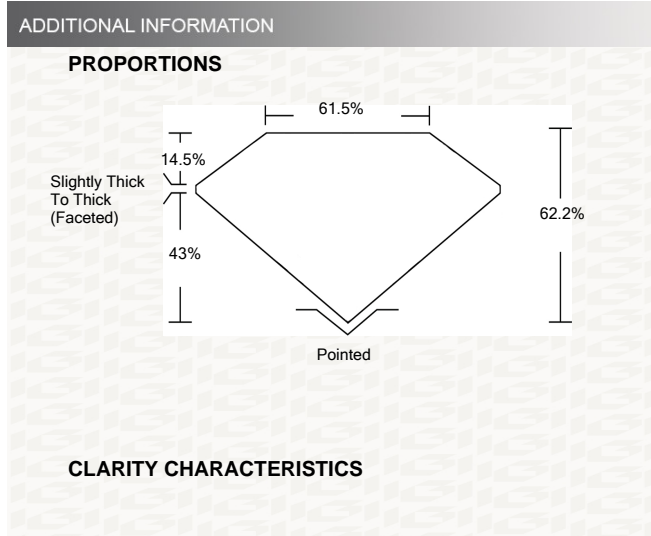 ADDITIONAL INFORMATION
PROPORTIONS
61.5%
14.5%
Slightly Thick
To Thick
(Faceted)
62.2%
43%
Pointed
CLARITY CHARACTERISTICS